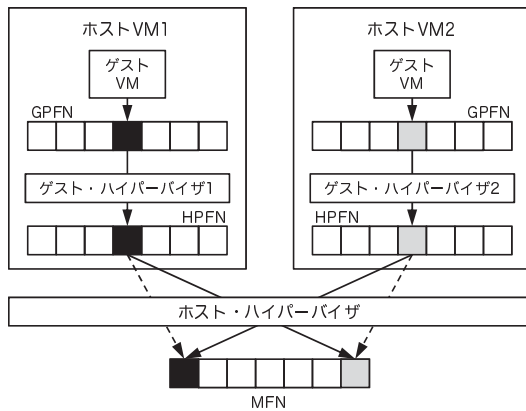 ホストVM1
ゲスト
VM
GPFN
ゲスト・ハイパーバイザ1
HPFN
ホストVM2
ゲスト
VM
GPFN
ゲスト・ハイパーバイザ2
HPFN
ホスト・ハイパーバイザ
MFN